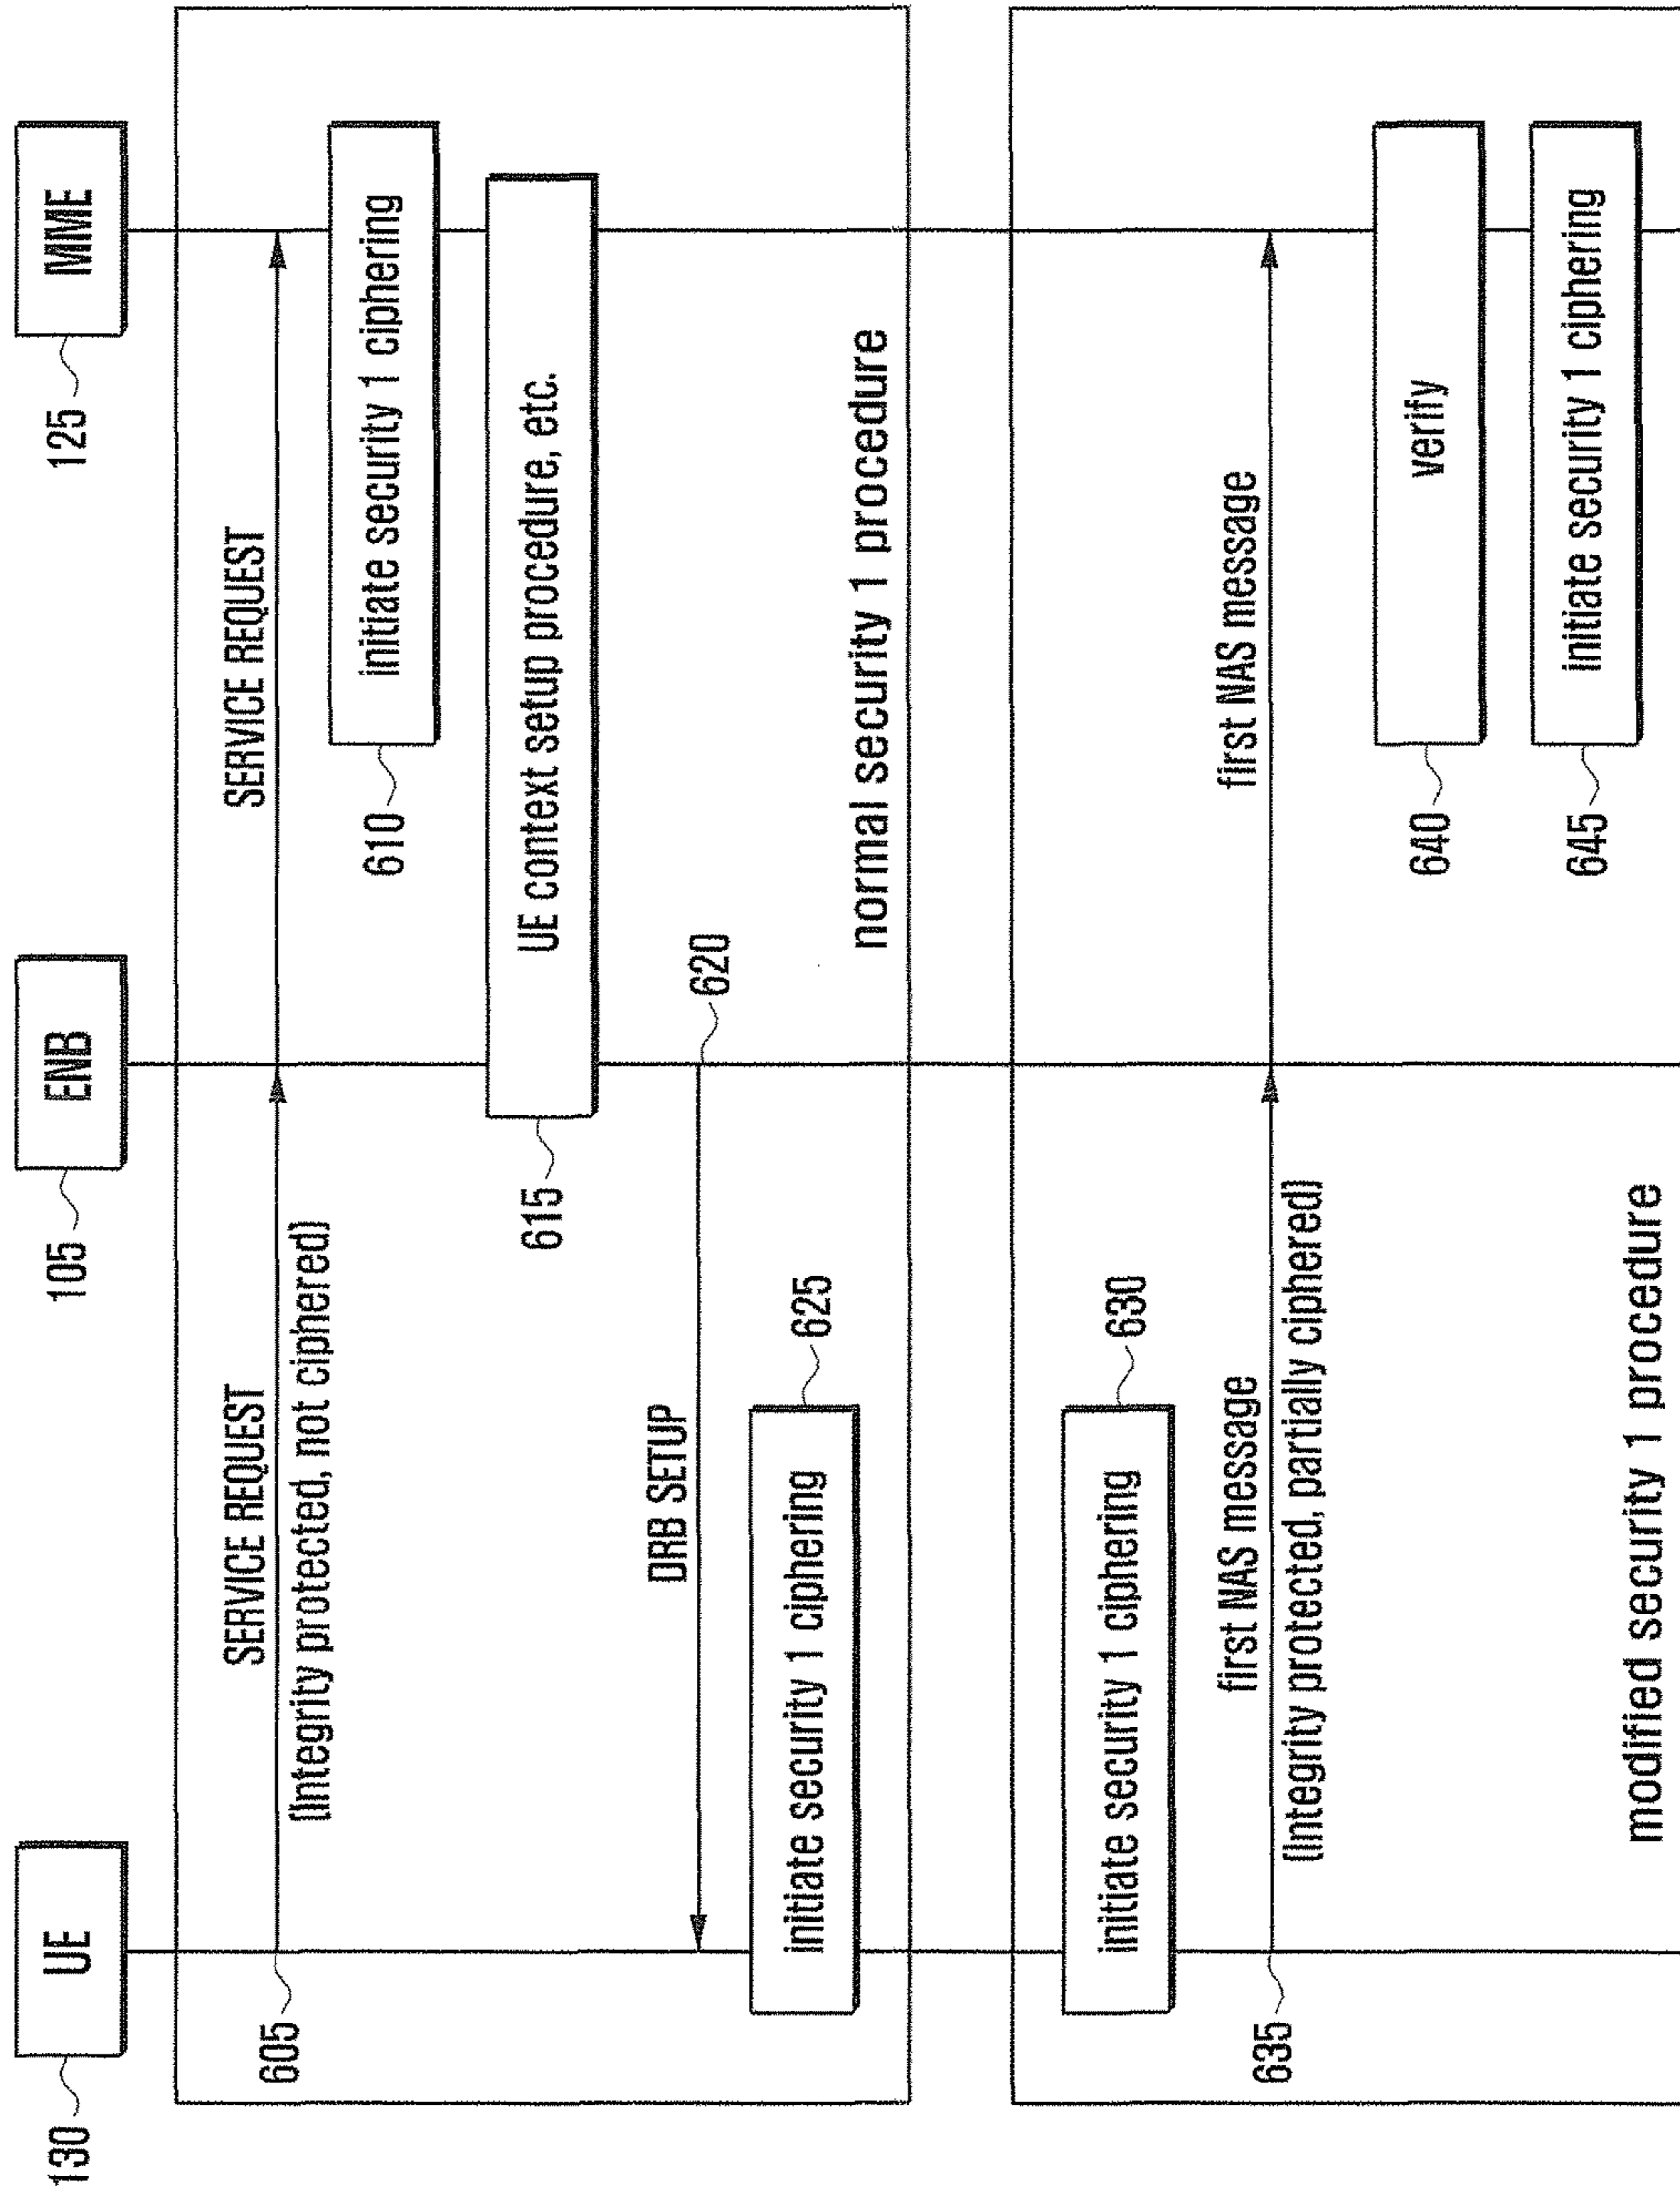 130
UE
105
ENB
125
MME
605
SERVICE REQUEST
(Integrity protected, not ciphered)
SERVICE REQUEST
610
initiate security 1 ciphering
615
UE context setup procedure, etc.
DRB SETUP
620
initiate security 1 ciphering
625
normal security 1 procedure
initiate security 1 ciphering
630
635
first NAS message
(Integrity protected, partially ciphered)
first NAS message
640
verify
645
initiate security 1 ciphering
modified security 1 procedure